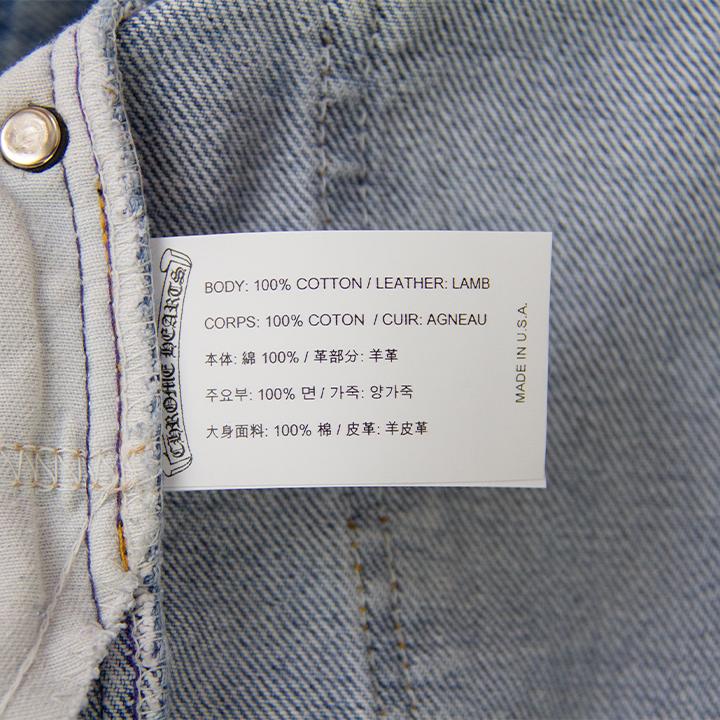 CHROME HEARTS
BODY: 100% COTTON / LEATHER: LAMB
CORPS: 100% COTON / CUIR: AGNEAU
本体: 綿 100% / 革部分: 羊革
주요부: 100% 면 / 가죽: 양가죽
大身面料: 100% 棉 / 皮革: 羊皮革
MADE IN U.S.A.